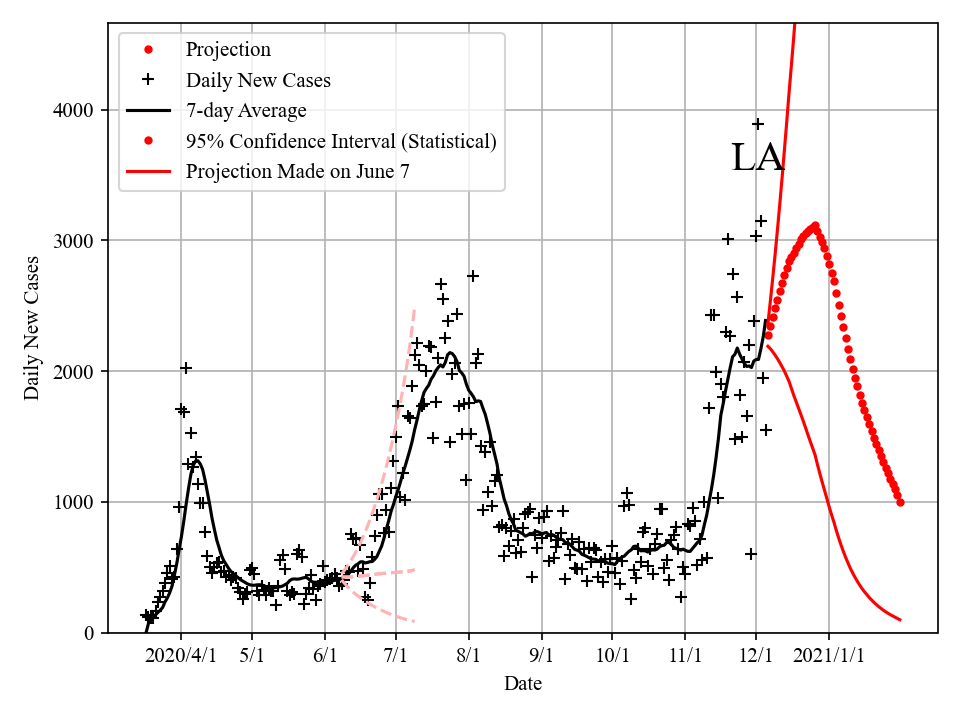 Projection
Daily New Cases
7-day Average
95% Confidence Interval (Statistical)
Projection Made on June 7
LA
Daily New Cases
4000
3000
2000
1000
0
2020/4/1 5/1 6/1 7/1 8/1 9/1 10/1 11/1 12/1 2021/1/1
Date